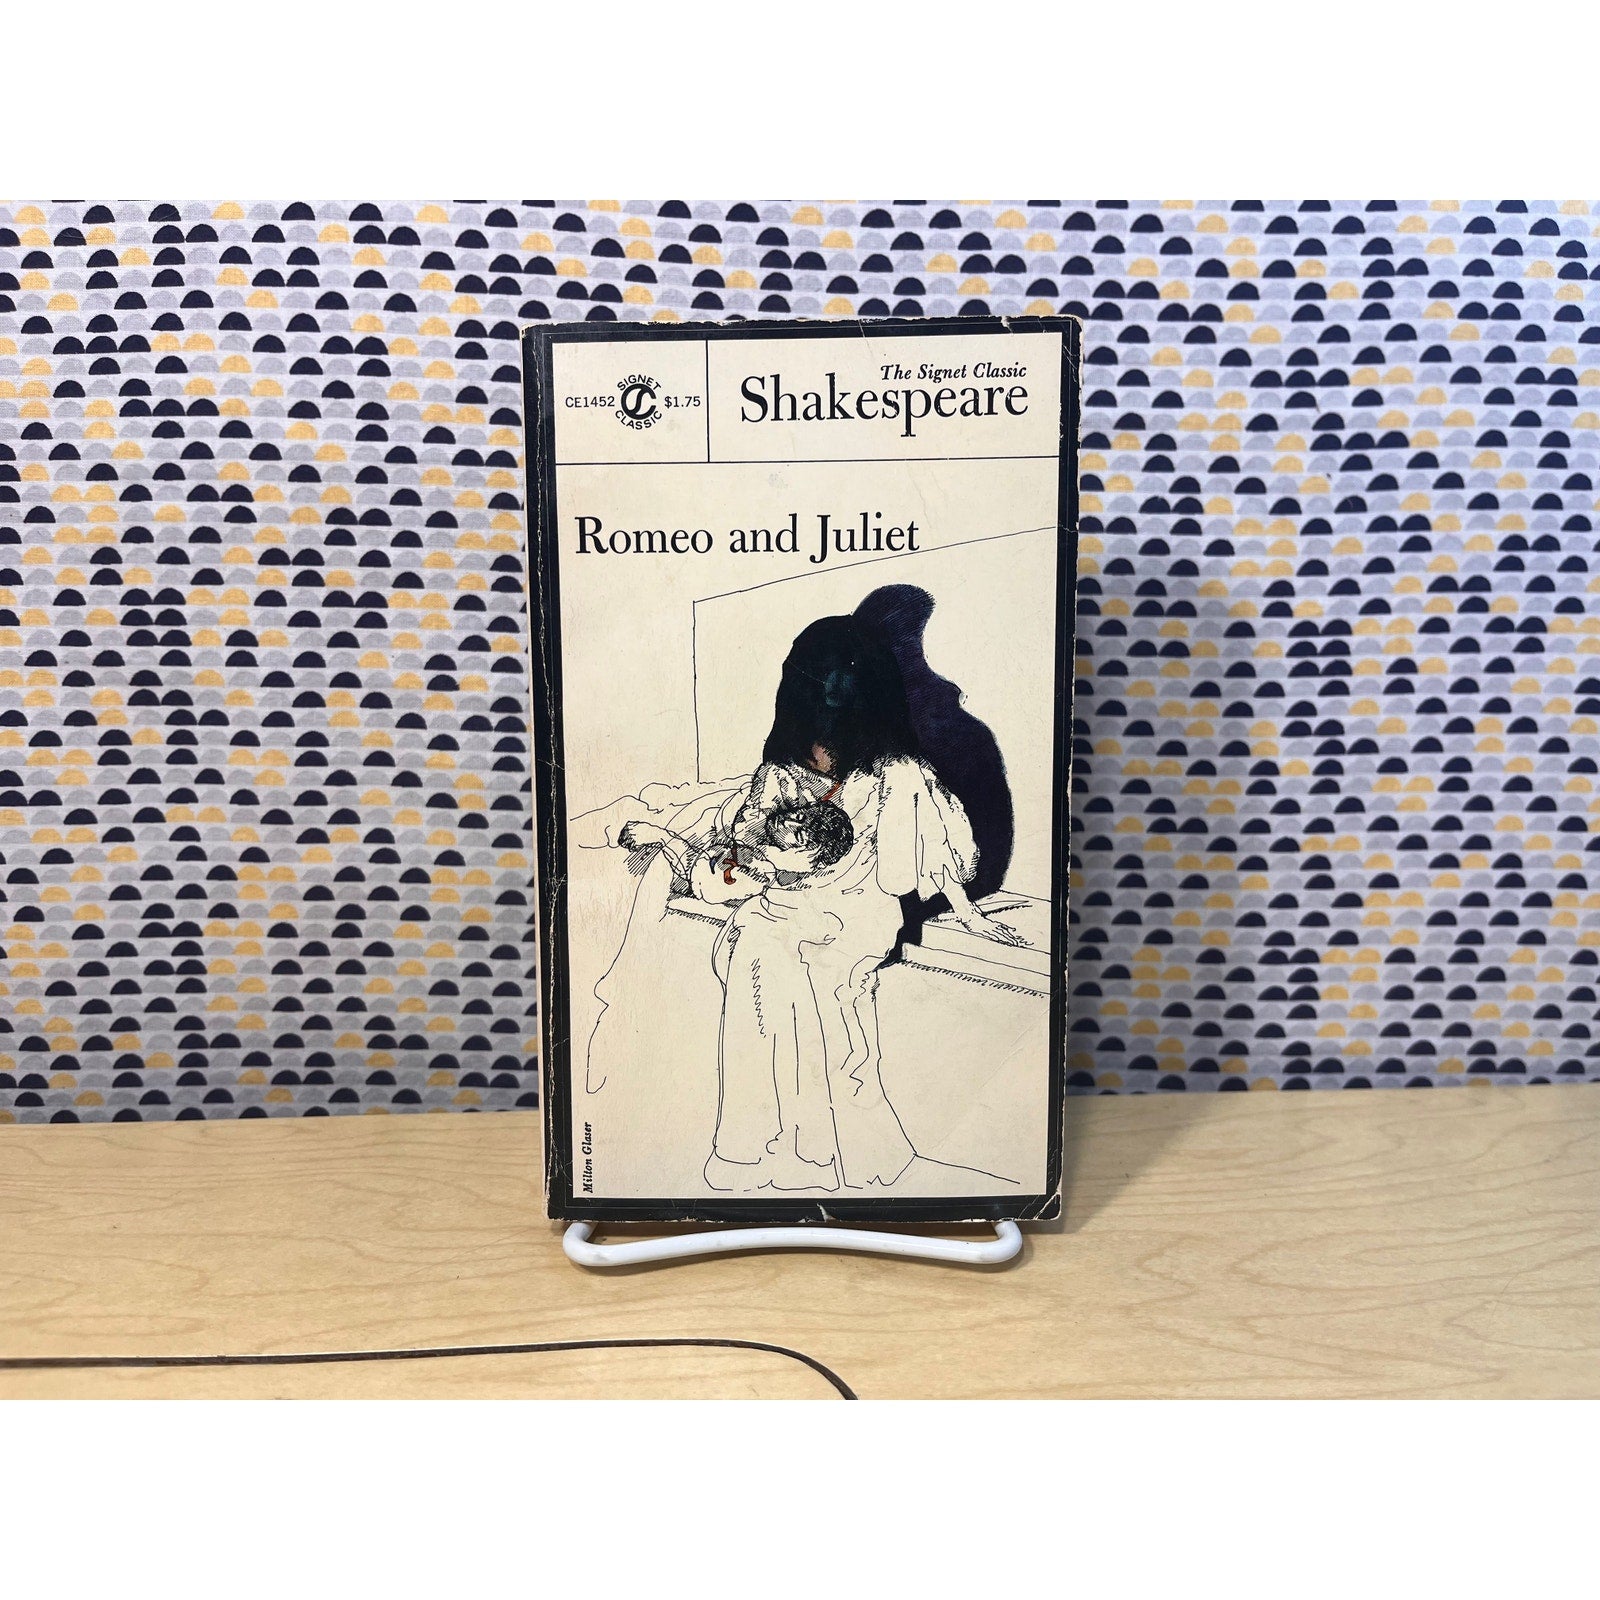 CE1452
SIGNET
CLASSIC
$1.75
The Signet Classic
Shakespeare
Romeo and Juliet
Milton Glaser